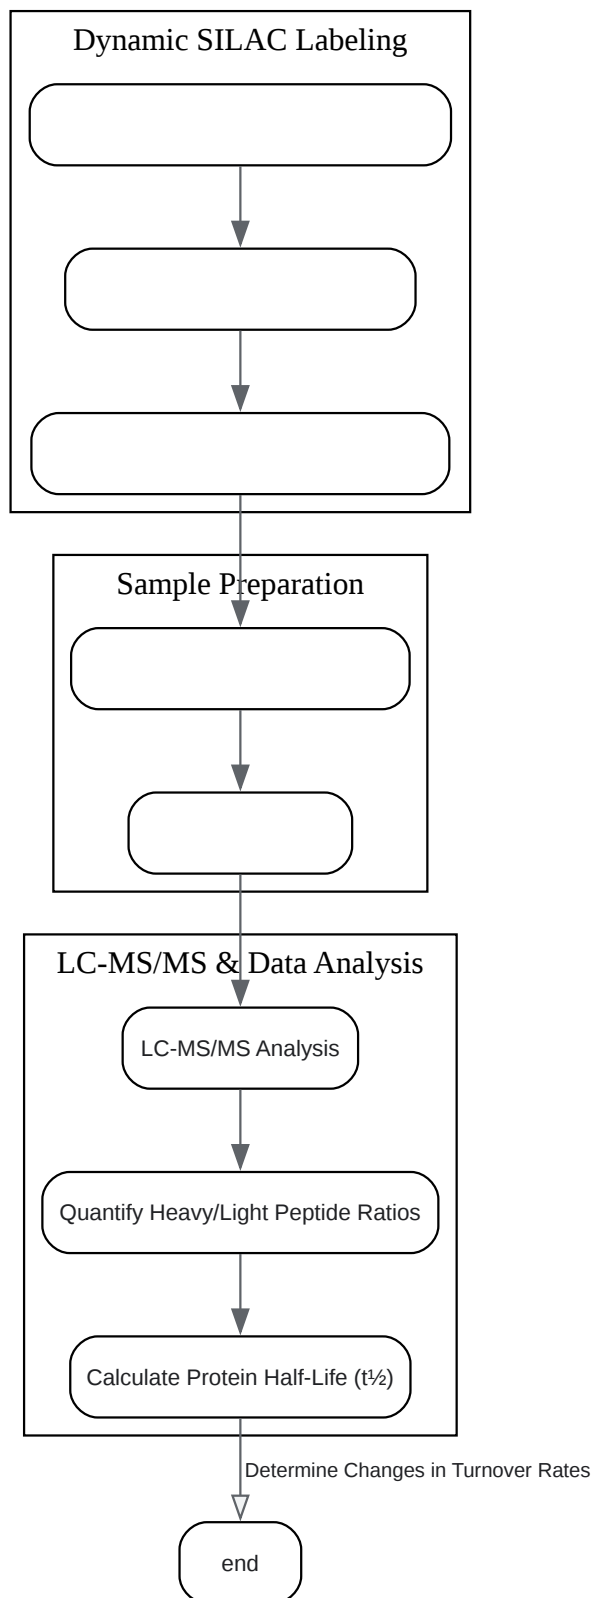 Dynamic SILAC Labeling
Sample Preparation
LC-MS/MS & Data Analysis
LC-MS/MS Analysis
Quantify Heavy/Light Peptide Ratios
Calculate Protein Half-Life (t½)
Determine Changes in Turnover Rates
end